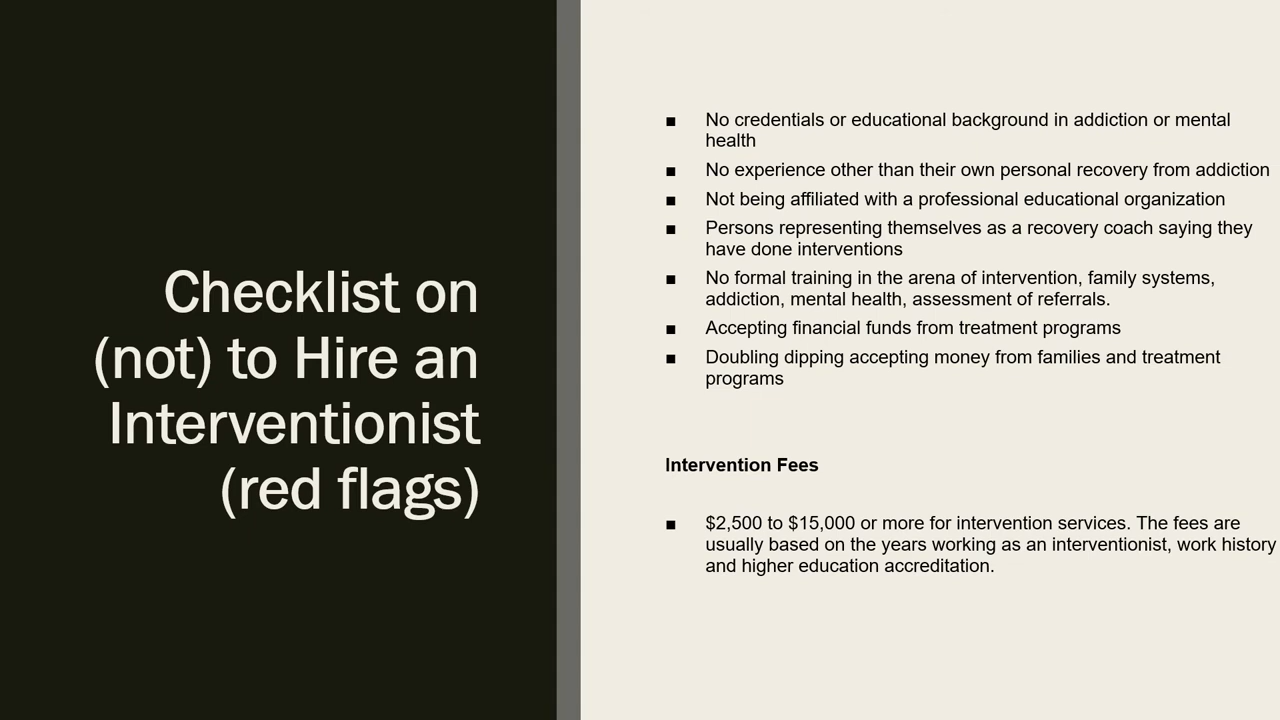 Checklist on
(not) to Hire an
Interventionist
(red flags)
■ No credentials or educational background in addiction or mental
health
■ No experience other than their own personal recovery from addiction
■ Not being affiliated with a professional educational organization
■ Persons representing themselves as a recovery coach saying they
have done interventions
■ No formal training in the arena of intervention, family systems,
addiction, mental health, assessment of referrals.
■ Accepting financial funds from treatment programs
■ Doubling dipping accepting money from families and treatment
programs
Intervention Fees
■ $2,500 to $15,000 or more for intervention services. The fees are
usually based on the years working as an interventionist, work history
and higher education accreditation.